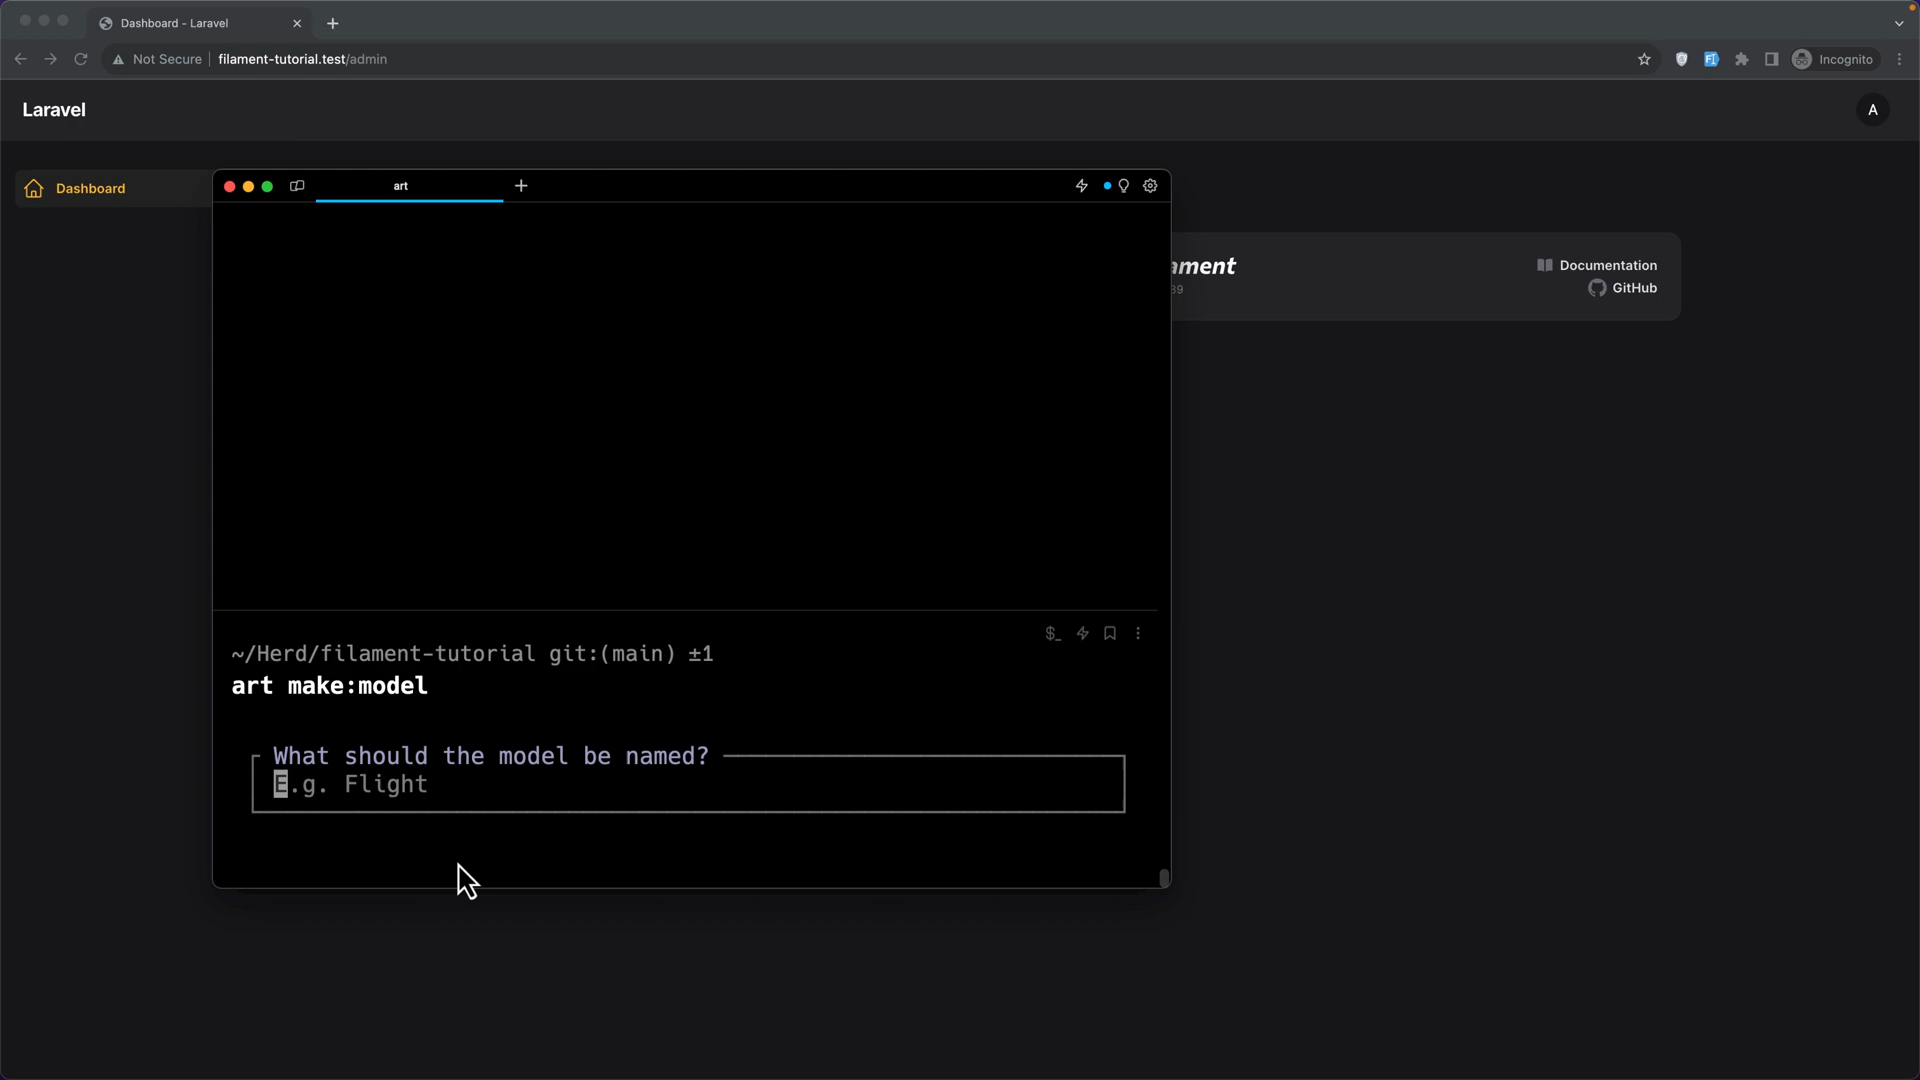 Dashboard - Laravel
Not Secure
filament-tutorial.test/admin
Incognito
Laravel
A
Dashboard
art
ament
39
Documentation
GitHub
~/Herd/filament-tutorial git:(main) ±1
$_
art make:model
What should the model be named?
E.g. Flight